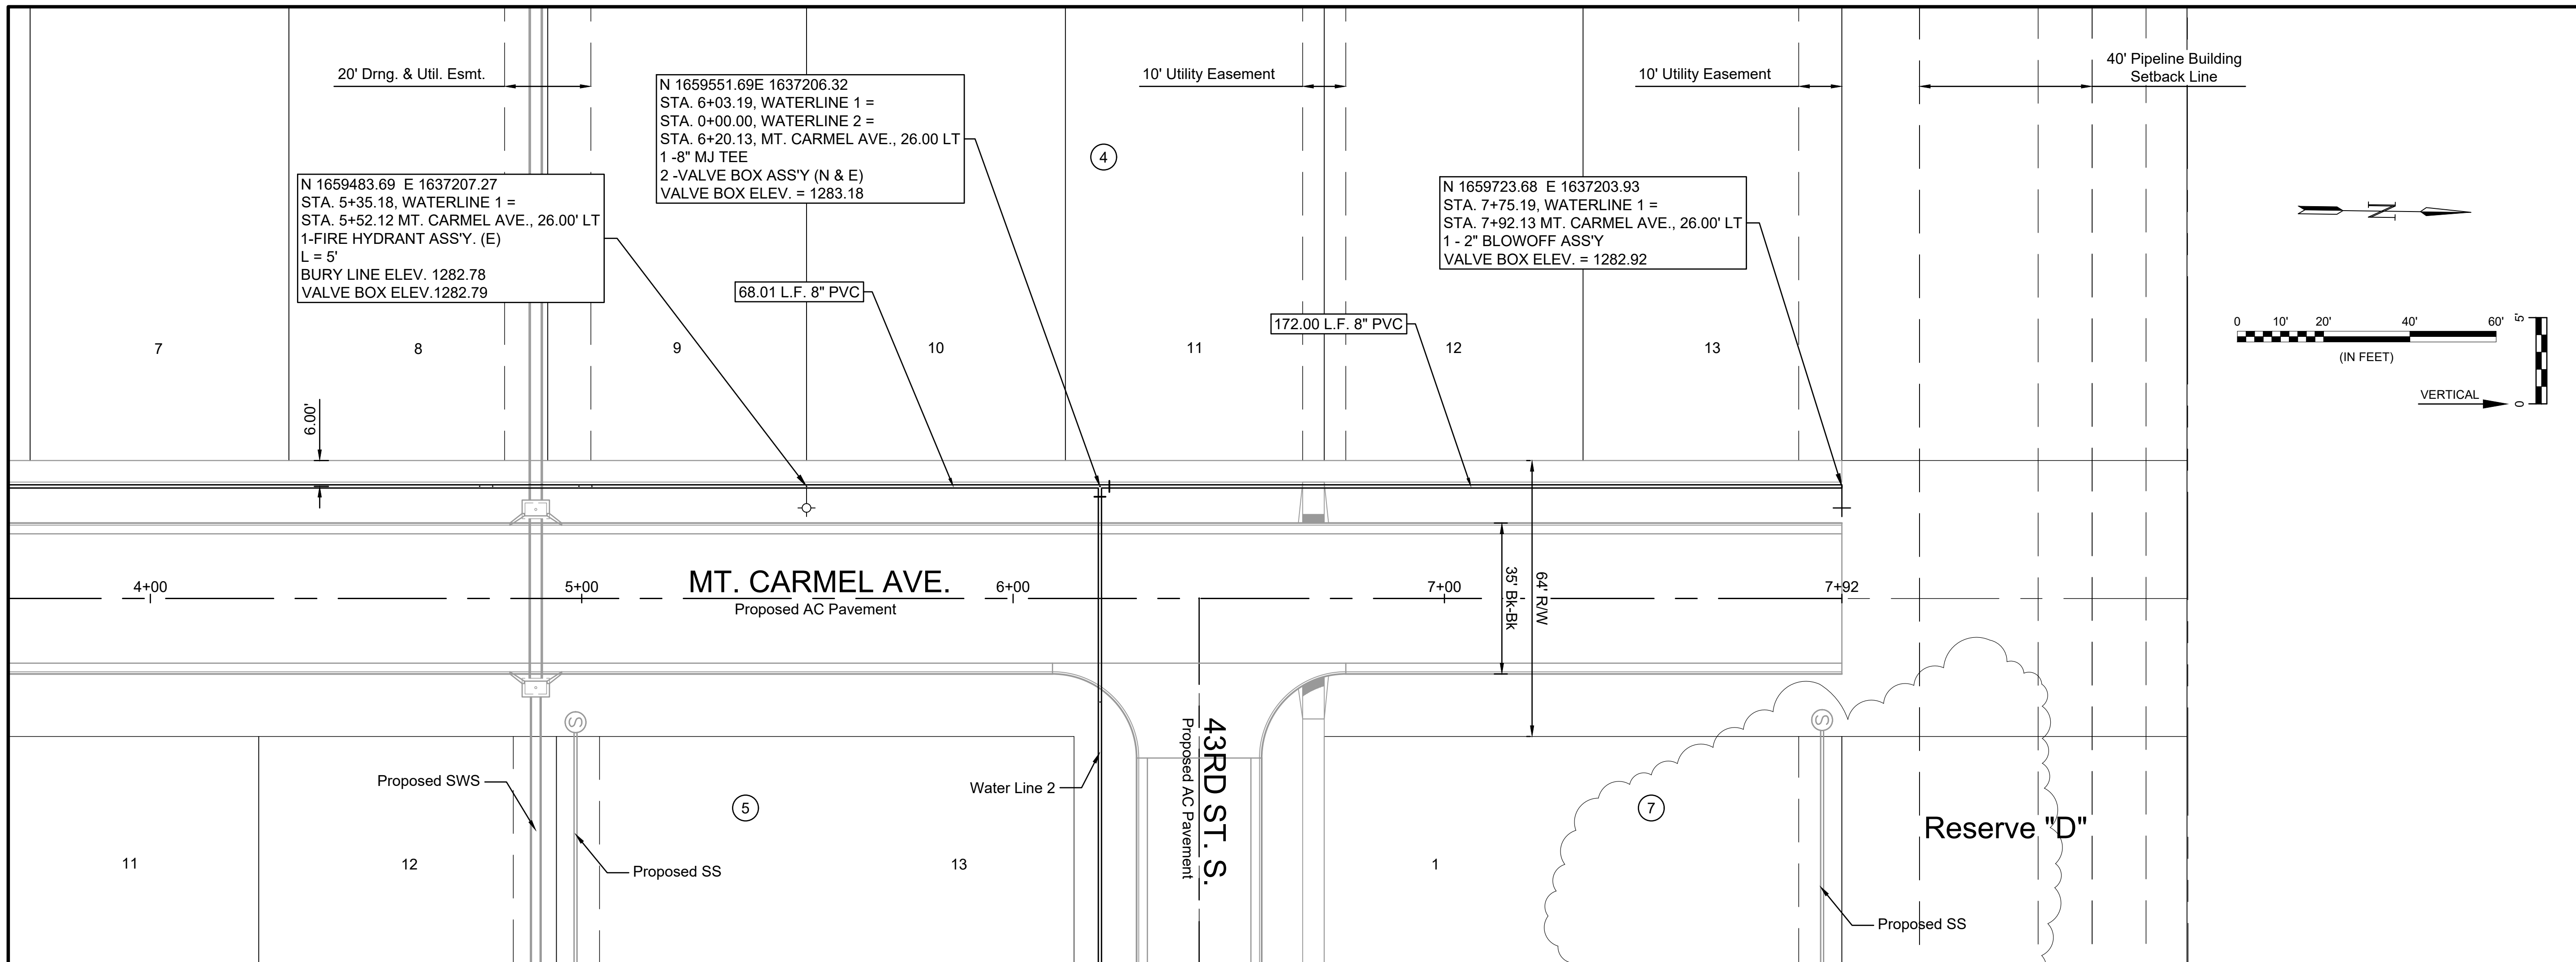 20' Drng. & Util. Esmt.
N 1659551.69E 1637206.32
STA. 6+03.19, WATERLINE 1 =
STA. 0+00.00, WATERLINE 2 =
STA. 6+20.13, MT. CARMEL AVE., 26.00 LT
1 -8" MJ TEE
2 -VALVE BOX ASS'Y (N & E)
VALVE BOX ELEV. = 1283.18
10' Utility Easement
10' Utility Easement
40' Pipeline Building
Setback Line
4
N 1659483.69 E 1637207.27
STA. 5+35.18, WATERLINE 1 =
STA. 5+52.12 MT. CARMEL AVE., 26.00' LT
1-FIRE HYDRANT ASS'Y. (E)
L = 5'
BURY LINE ELEV. 1282.78
VALVE BOX ELEV.1282.79
N 1659723.68 E 1637203.93
STA. 7+75.19, WATERLINE 1 =
STA. 7+92.13 MT. CARMEL AVE., 26.00' LT
1 - 2" BLOWOFF ASS'Y
VALVE BOX ELEV. = 1282.92
N
68.01 L.F. 8" PVC
172.00 L.F. 8" PVC
0 10' 20' 40' 60'
(IN FEET)
5'
0
VERTICAL
7
8
9
10
11
12
13
6.00'
4+00
5+00
MT. CARMEL AVE.
Proposed AC Pavement
6+00
7+00
7+92
35' Bk-Bk
64' R/W
S
S
43RD ST. S.
Proposed AC Pavement
Proposed SWS
Water Line 2
5
7
Reserve "D"
11
12
13
1
Proposed SS
Proposed SS